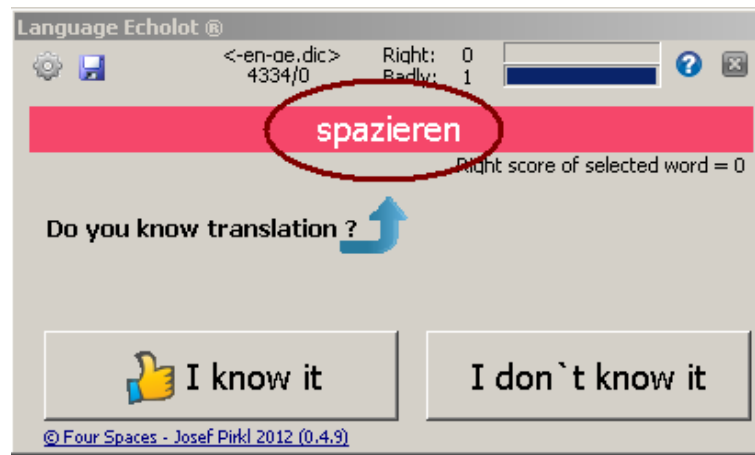 Language Echolot ®
<-en-ge.dic> Right: 0
4334/0 Badly: 1
spazieren
Right score of selected word = 0
Do you know translation ?
I know it I don`t know it
© Four Spaces - Josef Pirkl 2012 (0.4.9)